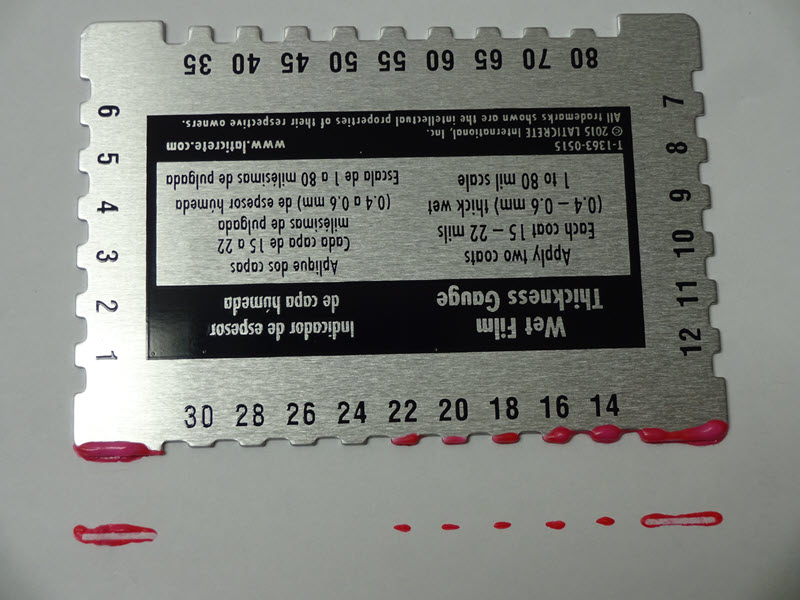 Wet Film
Thickness Gauge
Indicador de espesor
de capa húmeda
Apply two coats
Each coat 15 – 22 mils
(0.4 – 0.6 mm) thick wet
1 to 80 mil scale
Aplique dos capas
Cada capa de 15 a 22
milésimas de pulgada
(0.4 a 0.6 mm) de espesor húmeda
Escala de 1 a 80 milésimas de pulgada
T-1363-0515
www.laticrete.com
© 2015 LATICRETE International, Inc.
All trademarks shown are the intellectual properties of their respective owners.
80 70 65 60 55 50 45 40 35
6 5 4 3 2 1
7 8 9 10 11 12
30 28 26 24 22 20 18 16 14